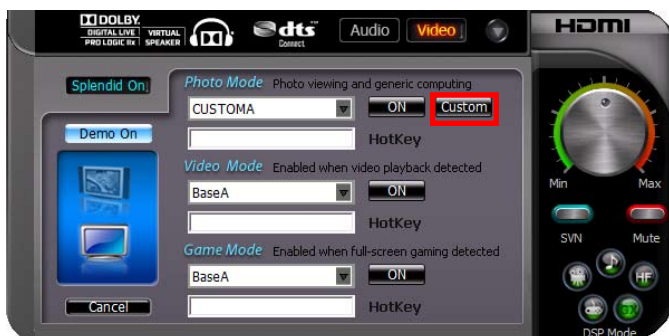 DOLBY
DIGITAL LIVE
PRO LOGIC IIx
VIRTUAL
SPEAKER
dts
Connect
Audio
Video
HDMI
Splendid On
Photo Mode Photo viewing and generic computing
CUSTOMA ON Custom
Demo On
HotKey
Video Mode Enabled when video playback detected
BaseA ON
HotKey
Game Mode Enabled when full-screen gaming detected
BaseA ON
Cancel
HotKey
Min Max
SVN Mute
HF
DSP Mode